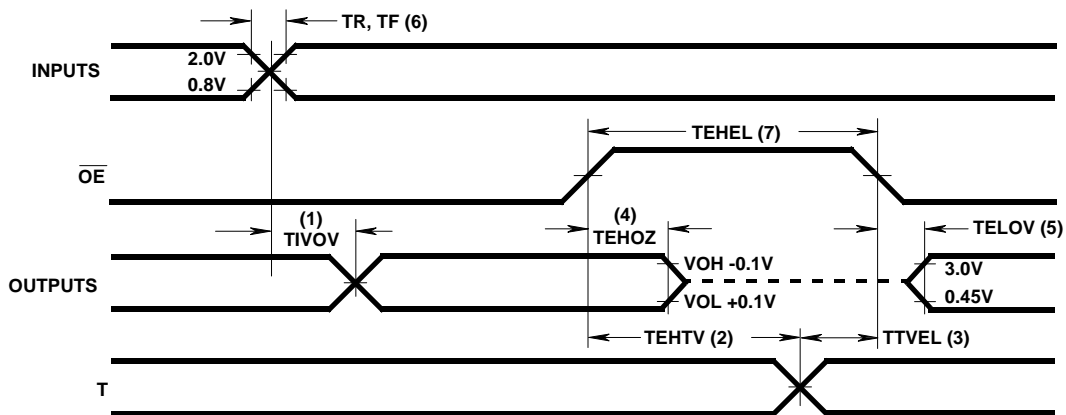 TR, TF (6)
INPUTS
2.0V
0.8V
TEHEL (7)
OE
(1)
TIVOV
(4)
TEHOZ
TELOV (5)
OUTPUTS
VOH -0.1V
VOL +0.1V
3.0V
0.45V
TEHTV (2)
TTVEL (3)
T